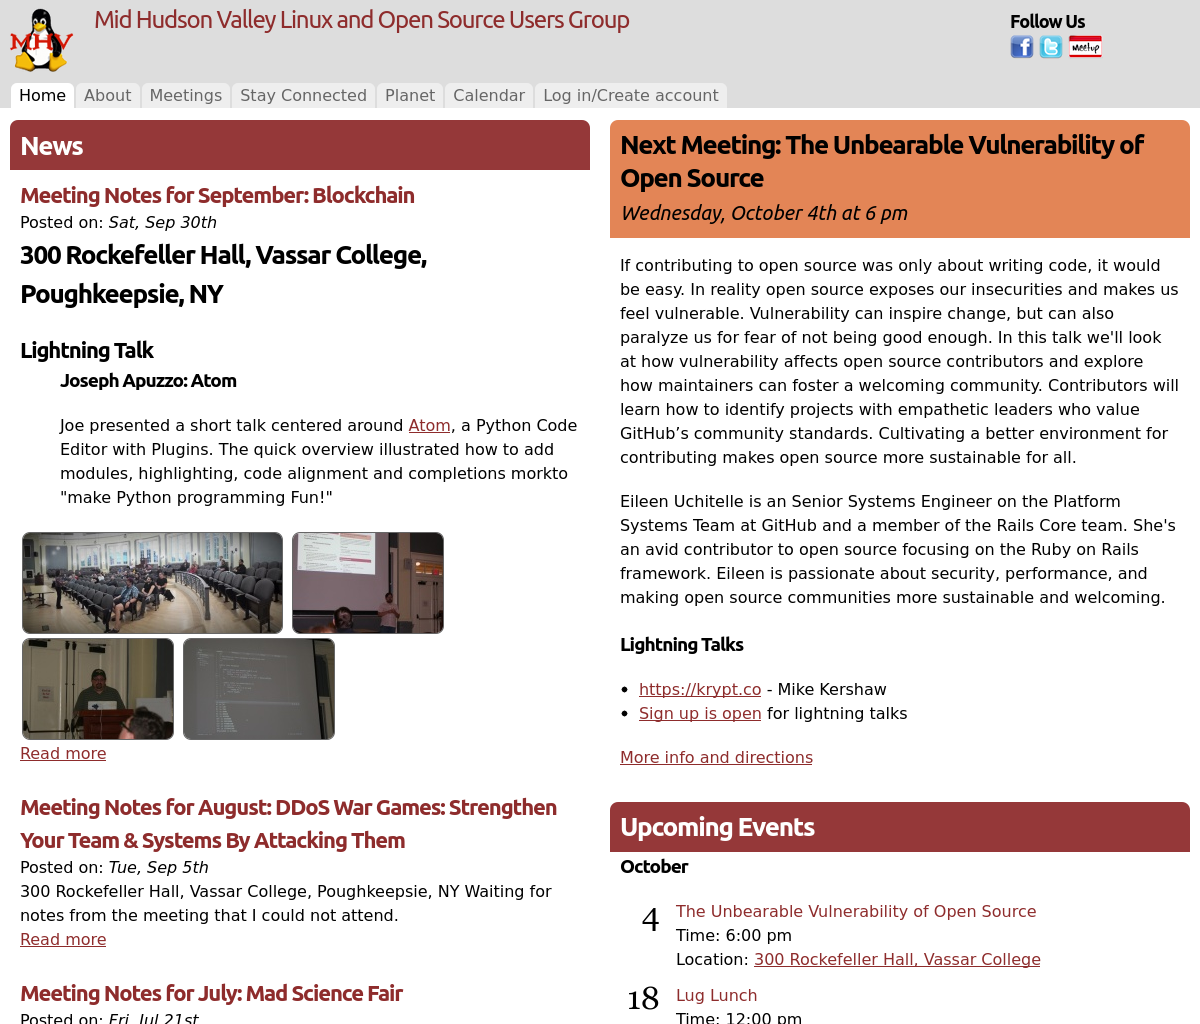 MHV
Mid Hudson Valley Linux and Open Source Users Group
Follow Us
Meetup
Home About Meetings Stay Connected Planet Calendar Log in/Create account
News
Meeting Notes for September: Blockchain
Posted on: Sat, Sep 30th
300 Rockefeller Hall, Vassar College,
Poughkeepsie, NY
Lightning Talk
Joseph Apuzzo: Atom
Joe presented a short talk centered around Atom, a Python Code
Editor with Plugins. The quick overview illustrated how to add
modules, highlighting, code alignment and completions morkto
"make Python programming Fun!"
Read more
Meeting Notes for August: DDoS War Games: Strengthen
Your Team & Systems By Attacking Them
Posted on: Tue, Sep 5th
300 Rockefeller Hall, Vassar College, Poughkeepsie, NY Waiting for
notes from the meeting that I could not attend.
Read more
Meeting Notes for July: Mad Science Fair
Posted on: Fri, Jul 21st
Next Meeting: The Unbearable Vulnerability of
Open Source
Wednesday, October 4th at 6 pm
If contributing to open source was only about writing code, it would
be easy. In reality open source exposes our insecurities and makes us
feel vulnerable. Vulnerability can inspire change, but can also
paralyze us for fear of not being good enough. In this talk we'll look
at how vulnerability affects open source contributors and explore
how maintainers can foster a welcoming community. Contributors will
learn how to identify projects with empathetic leaders who value
GitHub’s community standards. Cultivating a better environment for
contributing makes open source more sustainable for all.
Eileen Uchitelle is an Senior Systems Engineer on the Platform
Systems Team at GitHub and a member of the Rails Core team. She's
an avid contributor to open source focusing on the Ruby on Rails
framework. Eileen is passionate about security, performance, and
making open source communities more sustainable and welcoming.
Lightning Talks
• https://krypt.co - Mike Kershaw
• Sign up is open for lightning talks
More info and directions
Upcoming Events
October
4 The Unbearable Vulnerability of Open Source
Time: 6:00 pm
Location: 300 Rockefeller Hall, Vassar College
18 Lug Lunch
Time: 12:00 pm